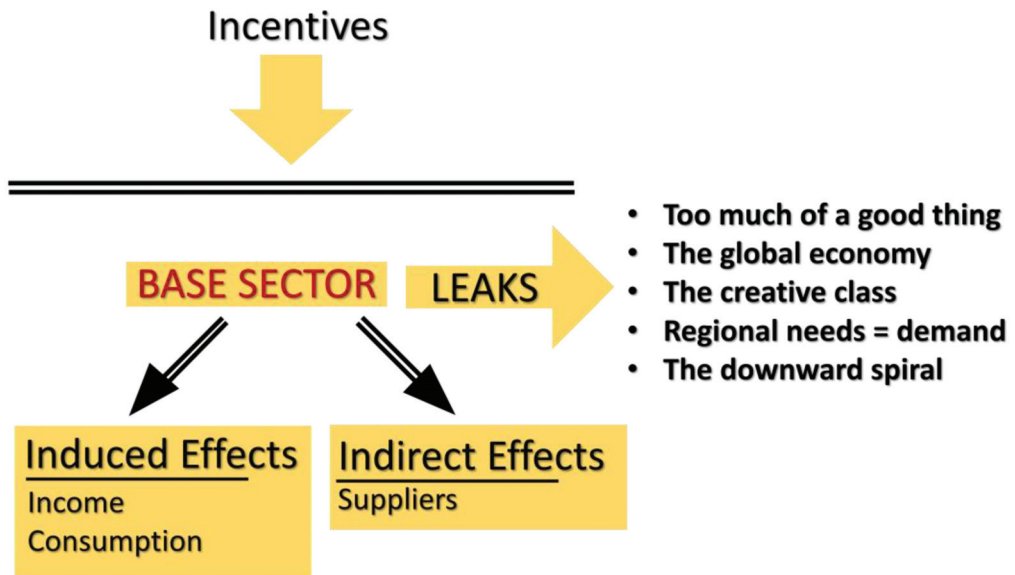 Incentives
BASE SECTOR
LEAKS
• Too much of a good thing
• The global economy
• The creative class
• Regional needs = demand
• The downward spiral
Induced Effects
Income
Consumption
Indirect Effects
Suppliers